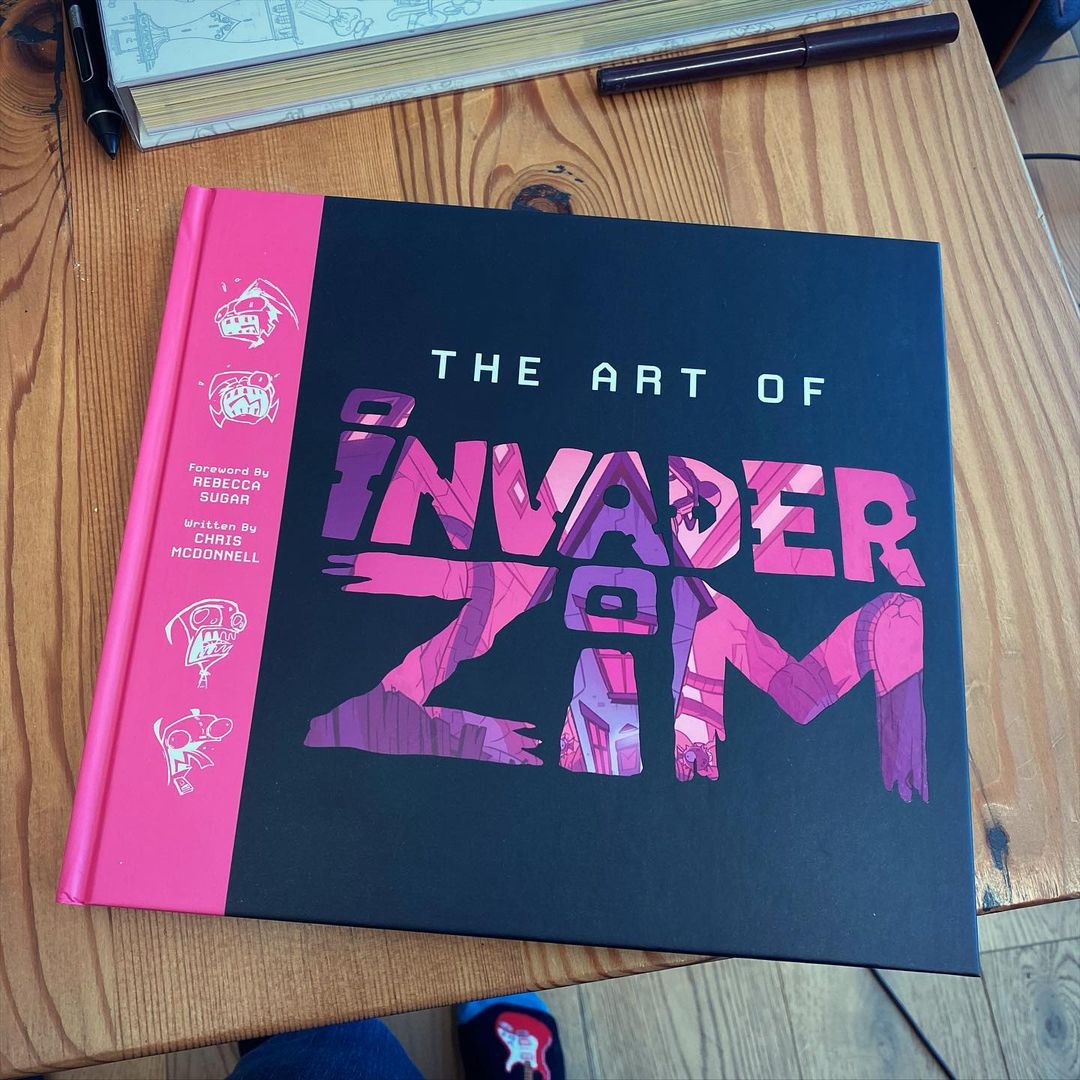 THE ART OF
INVADER
ZIM
Foreword By
REBECCA
SUGAR
Written By
CHRIS
MCDONNELL